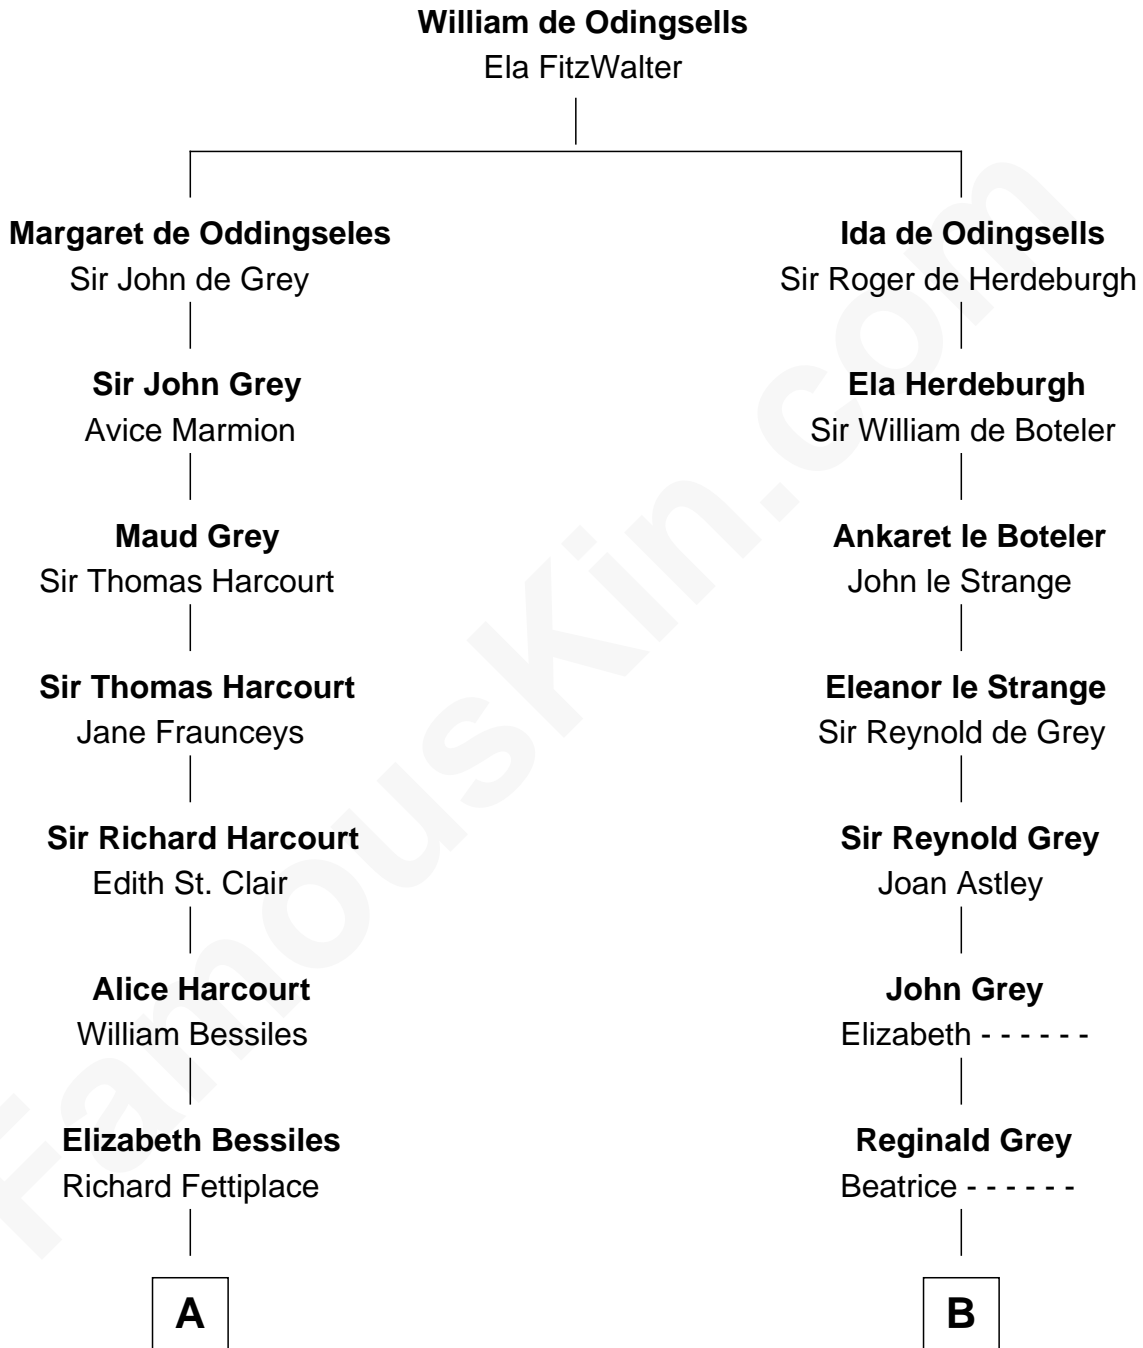 William de Odingsells
Ela FitzWalter
Margaret de Oddingseles
Sir John de Grey
Ida de Odingsells
Sir Roger de Herdeburgh
Sir John Grey
Avice Marmion
Ela Herdeburgh
Sir William de Boteler
Maud Grey
Sir Thomas Harcourt
Ankaret le Boteler
John le Strange
Sir Thomas Harcourt
Jane Fraunceys
Eleanor le Strange
Sir Reynold de Grey
Sir Richard Harcourt
Edith St. Clair
Sir Reynold Grey
Joan Astley
Alice Harcourt
William Bessiles
John Grey
Elizabeth - - - - - -
Elizabeth Bessiles
Richard Fettiplace
Reginald Grey
Beatrice - - - - - -
A
B
FamousKin.com